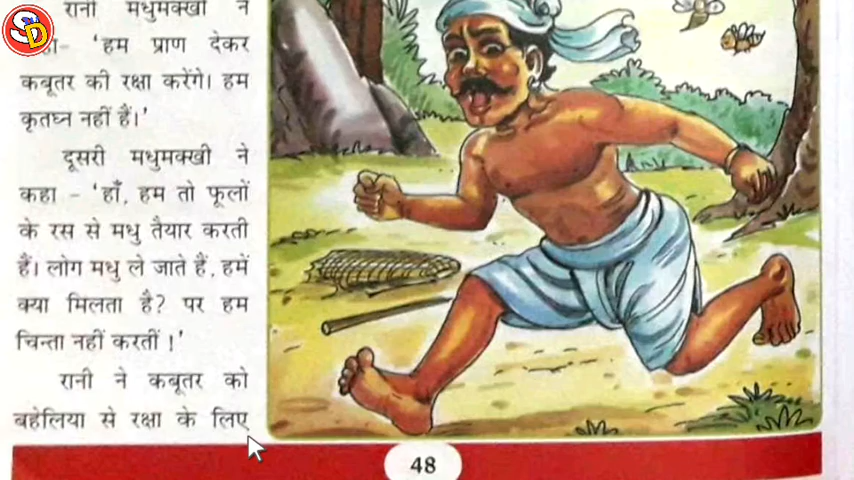 रानी मधुमक्खी ने
'हम प्राण देकर
कबूतर की रक्षा करेंगे। हम
कृतघ्न नहीं हैं।'
दूसरी मधुमक्खी ने
कहा - 'हाँ, हम तो फूलों
के रस से मधु तैयार करती
हैं। लोग मधु ले जाते हैं, हमें
क्या मिलता है? पर हम
चिन्ता नहीं करतीं !'
रानी ने कबूतर को
बहेलिया से रक्षा के लिए
48
SD